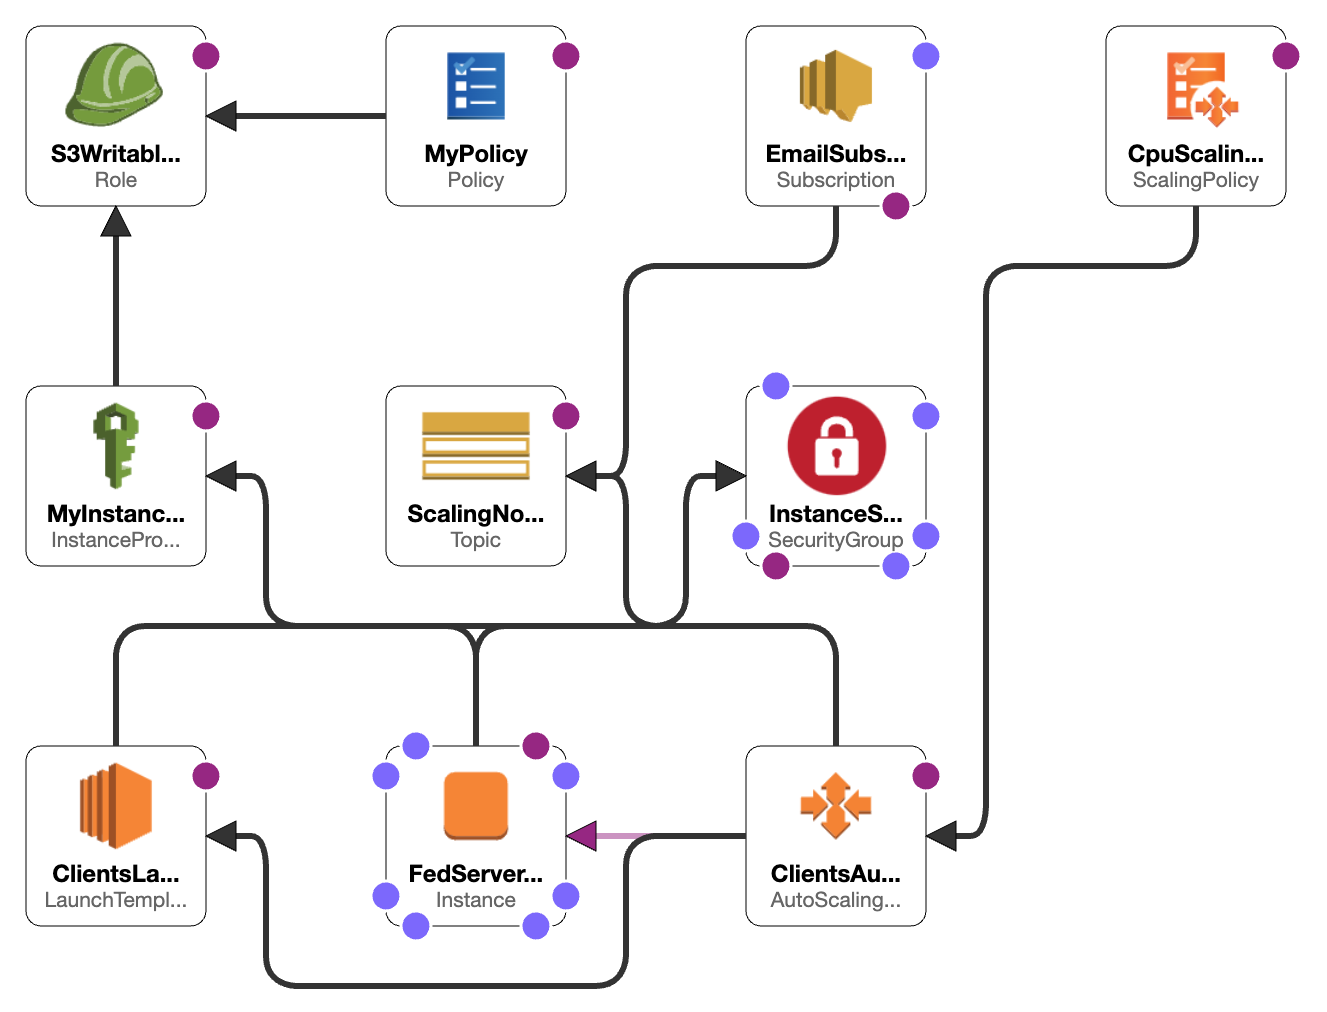 S3Writabl...
Role
MyPolicy
Policy
EmailSubs...
Subscription
CpuScalin...
ScalingPolicy
MyInstanc...
InstancePro...
ScalingNo...
Topic
InstanceS...
SecurityGroup
ClientsLa...
LaunchTempl...
FedServer...
Instance
ClientsAu...
AutoScaling...